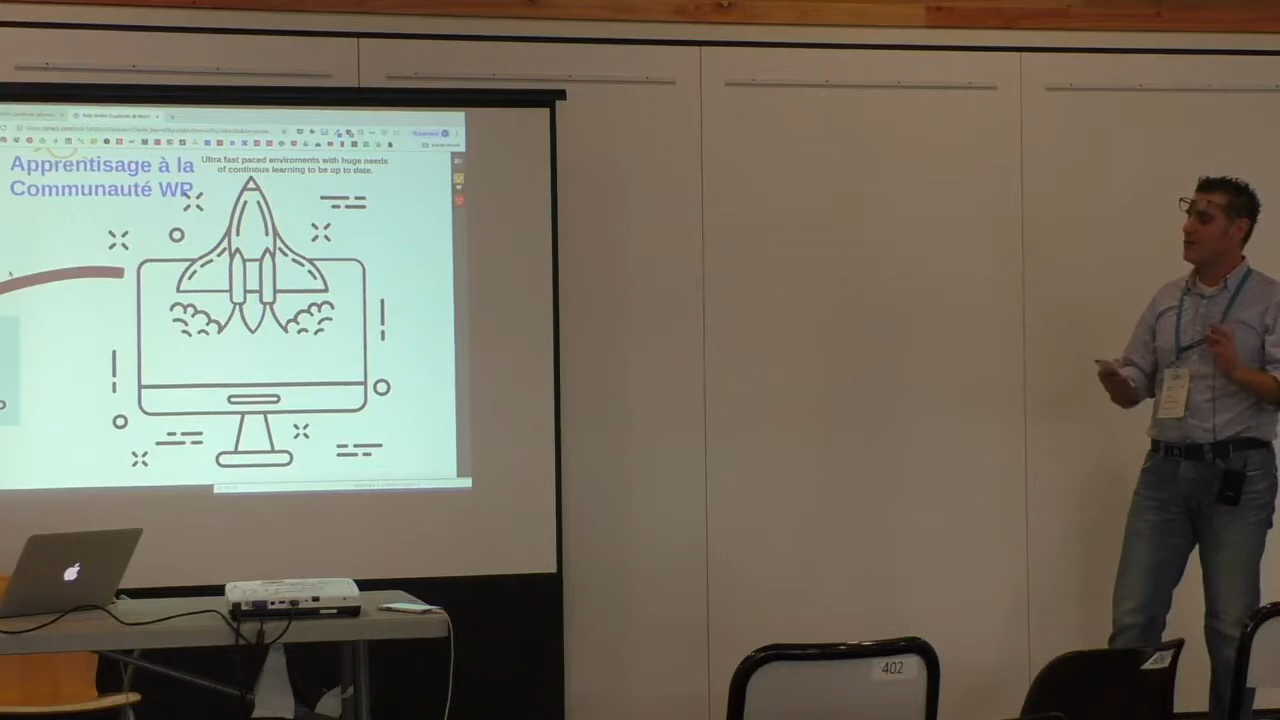 Apprentisage à la
Communauté WP
Ultra fast paced enviroments with huge needs
of continous learning to be up to date.
402